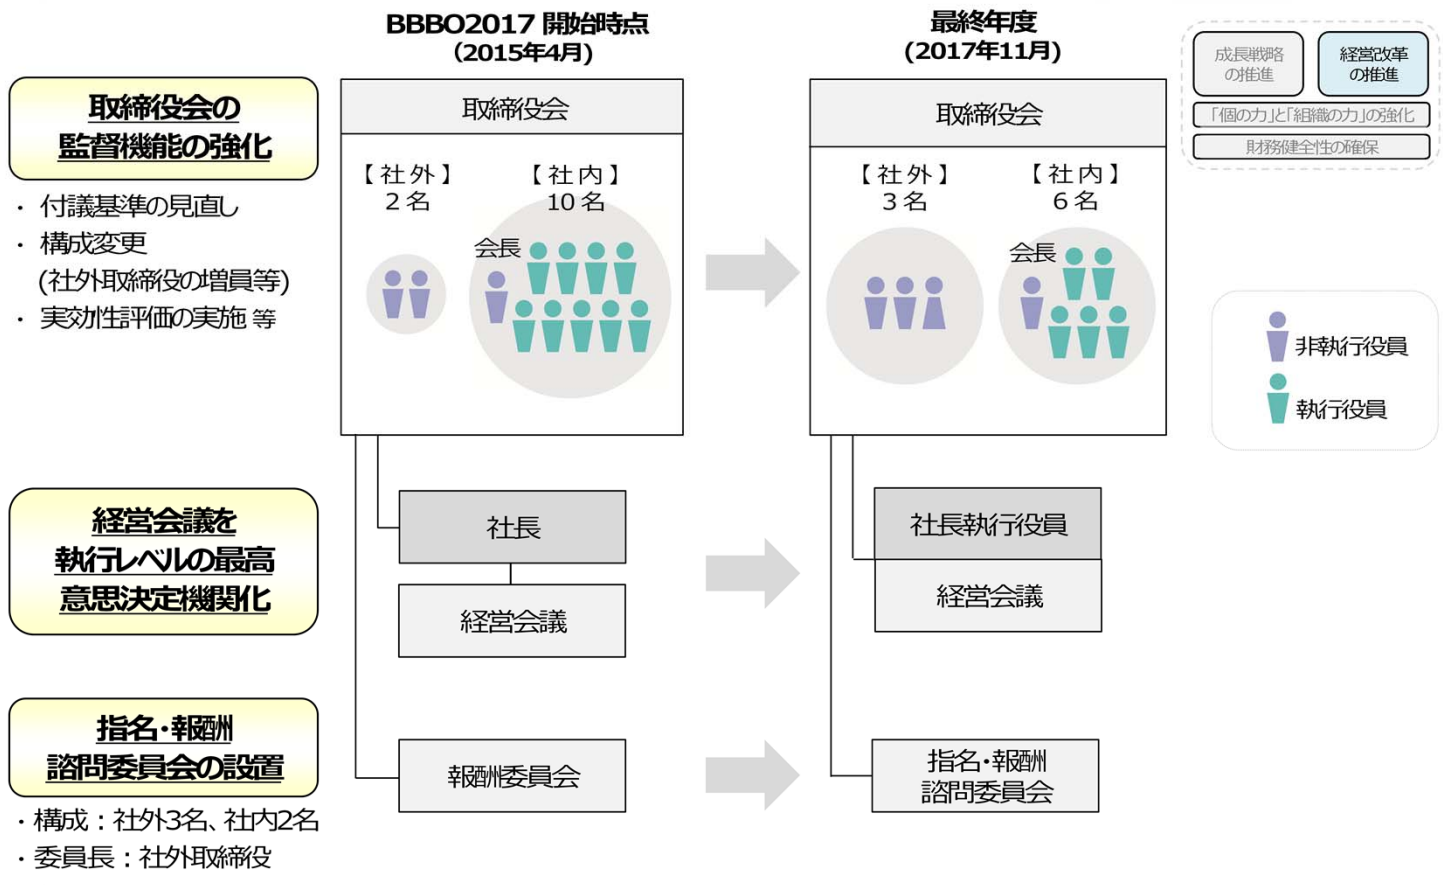 BBBO2017 開始時点
(2015年4月)
最終年度
(2017年11月)
成長戦略
の推進
経営改革
の推進
「個の力」と「組織の力」の強化
財務健全性の確保
取締役会の
監督機能の強化
・ 付議基準の見直し
・ 構成変更
(社外取締役の増員等)
・ 実効性評価の実施 等
取締役会
【社外】
2名
【社内】
10名
会長
取締役会
【社外】
3名
【社内】
6名
会長
非執行役員
執行役員
経営会議を
執行レベルの最高
意思決定機関化
社長
経営会議
社長執行役員
経営会議
指名・報酬
諮問委員会の設置
・構成：社外3名、社内2名
・委員長：社外取締役
報酬委員会
指名・報酬
諮問委員会